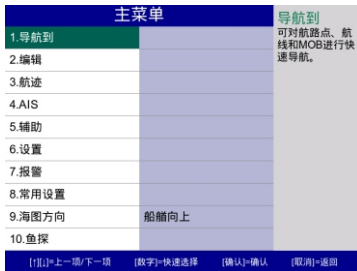 主菜单
1.导航到
2.编辑
3.航迹
4.AIS
5.辅助
6.设置
7.报警
8.常用设置
9.海图方向 船艏向上
10.鱼探
导航到
可对航路点、航
线和MOB进行快
速导航。
[↑][↓]=上一项/下一项 [数字]=快速选择 [确认]=确认 [取消]=返回